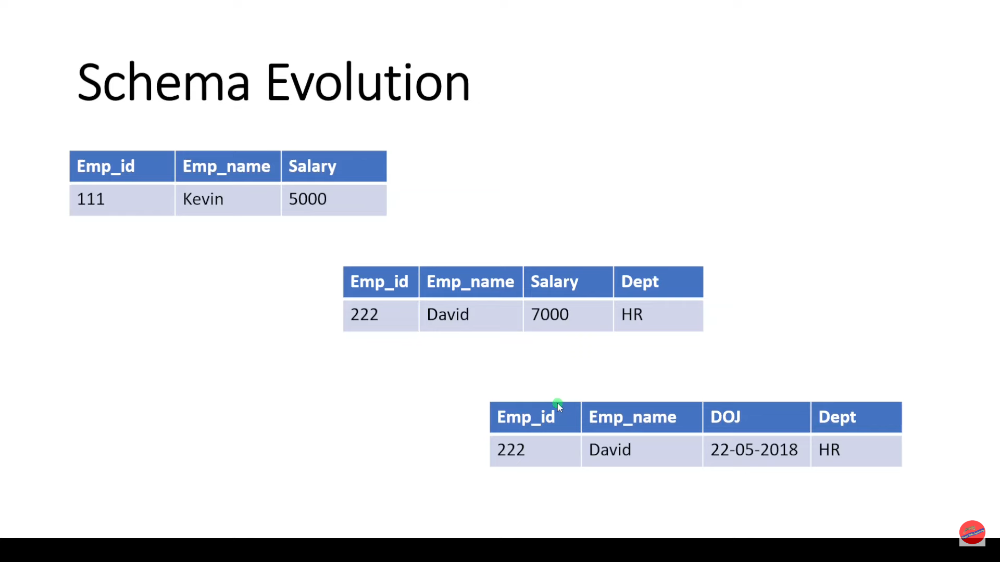 Schema Evolution
Emp_id Emp_name Salary
111 Kevin 5000
Emp_id Emp_name Salary Dept
222 David 7000 HR
Emp_id Emp_name DOJ Dept
222 David 22-05-2018 HR